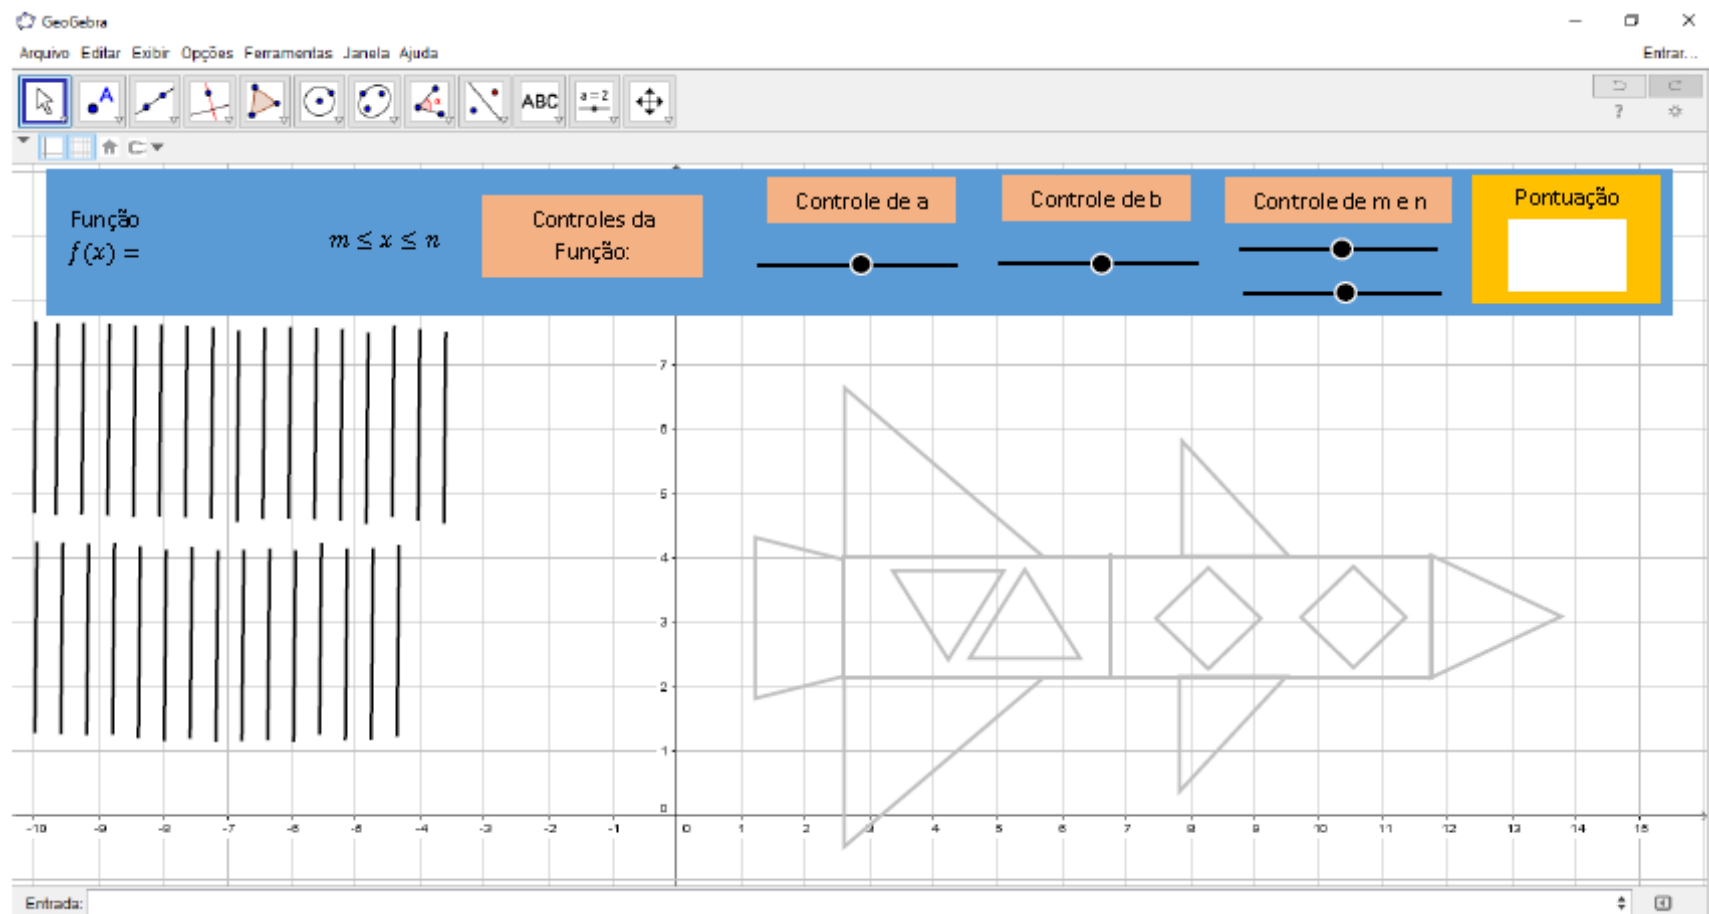 GeoGebra
Arquivo Editar Exibir Opções Ferramentas Janela Ajuda
Entrar...
A
ABC
a=2
?
Função
f(x) =
m ≤ x ≤ n
Controles da
Função:
Controle de a
Controle de b
Controle de m e n
Pontuação
7
6
5
4
3
2
1
0
-10 -9 -8 -7 -6 -5 -4 -3 -2 -1 0 1 2 3 4 5 6 7 8 9 10 11 12 13 14 15
Entrada: